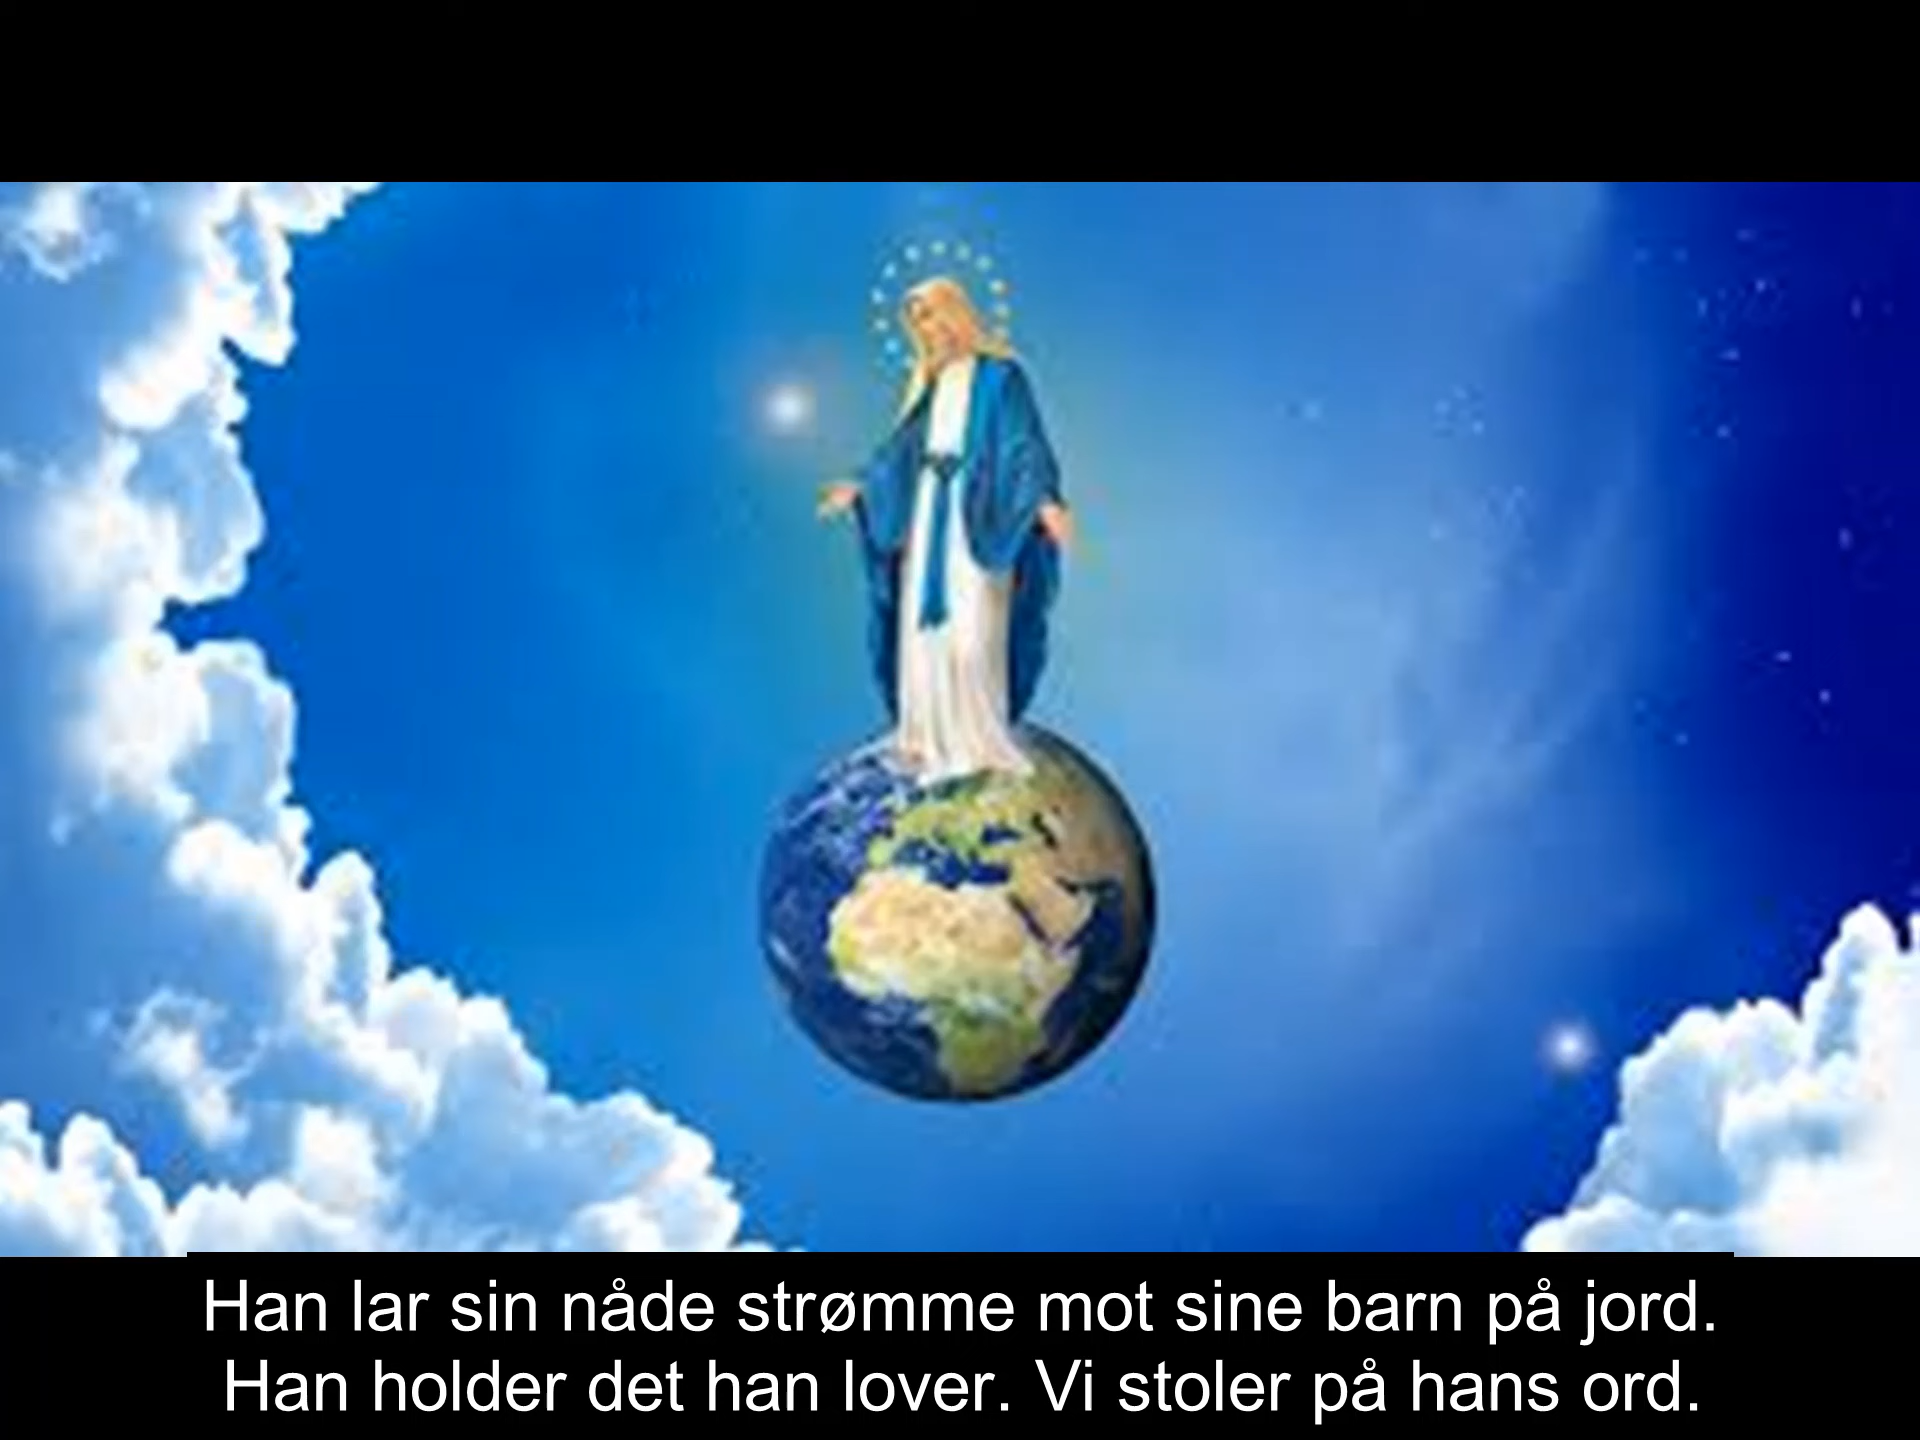 Han lar sin nåde strømme mot sine barn på jord.
Han holder det han lover. Vi stoler på hans ord.